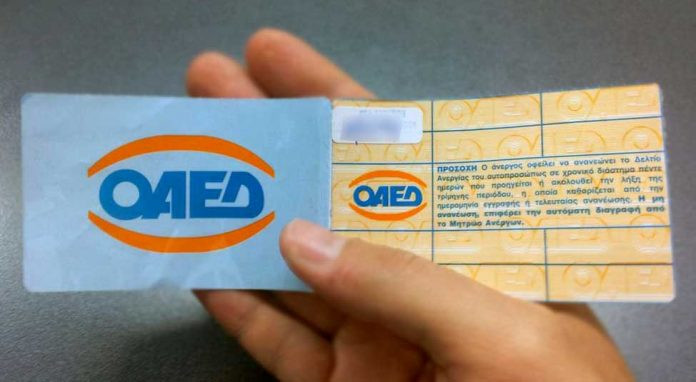 ΟΑΕΔ
ΟΑΕΔ
ΠΡΟΣΟΧΗ Ο άνεργος οφείλει να ανανεώνει το Δελτίο
Ανεργίας του αυτοπροσώπως σε χρονικό διάστημα πέντε
ημερών που προηγείται ή ακολουθεί την λήξη της
τρίμηνης περιόδου, η οποία καθορίζεται από την
ημερομηνία εγγραφής ή τελευταίας ανανέωσης. Η μη
ανανέωση, επιφέρει την αυτόματη διαγραφή από
το Μητρώο Ανέργων.